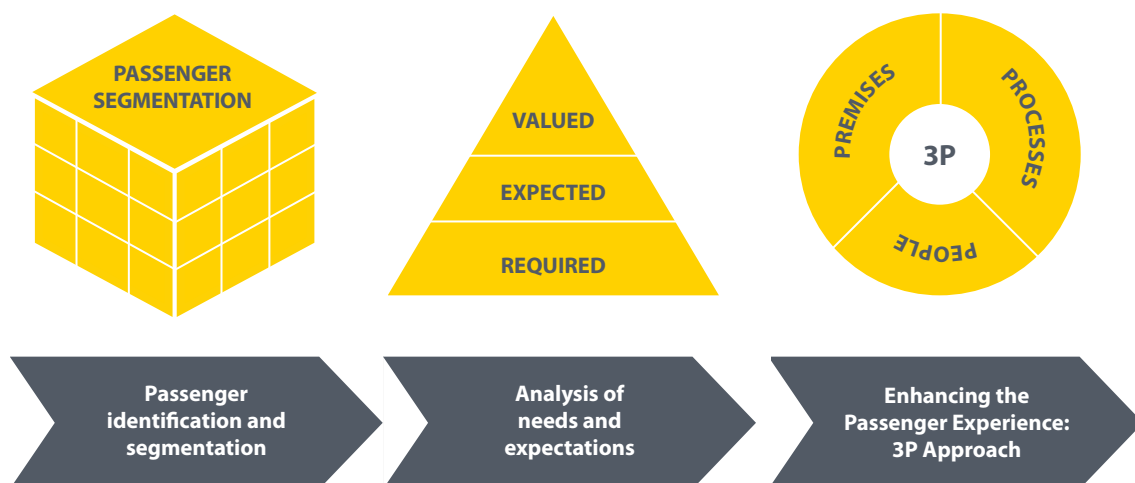 PASSENGER
SEGMENTATION
VALUED
EXPECTED
REQUIRED
PREMISES
PROCESSES
3P
PEOPLE
Passenger
identification and
segmentation
Analysis of
needs and
expectations
Enhancing the
Passenger Experience:
3P Approach